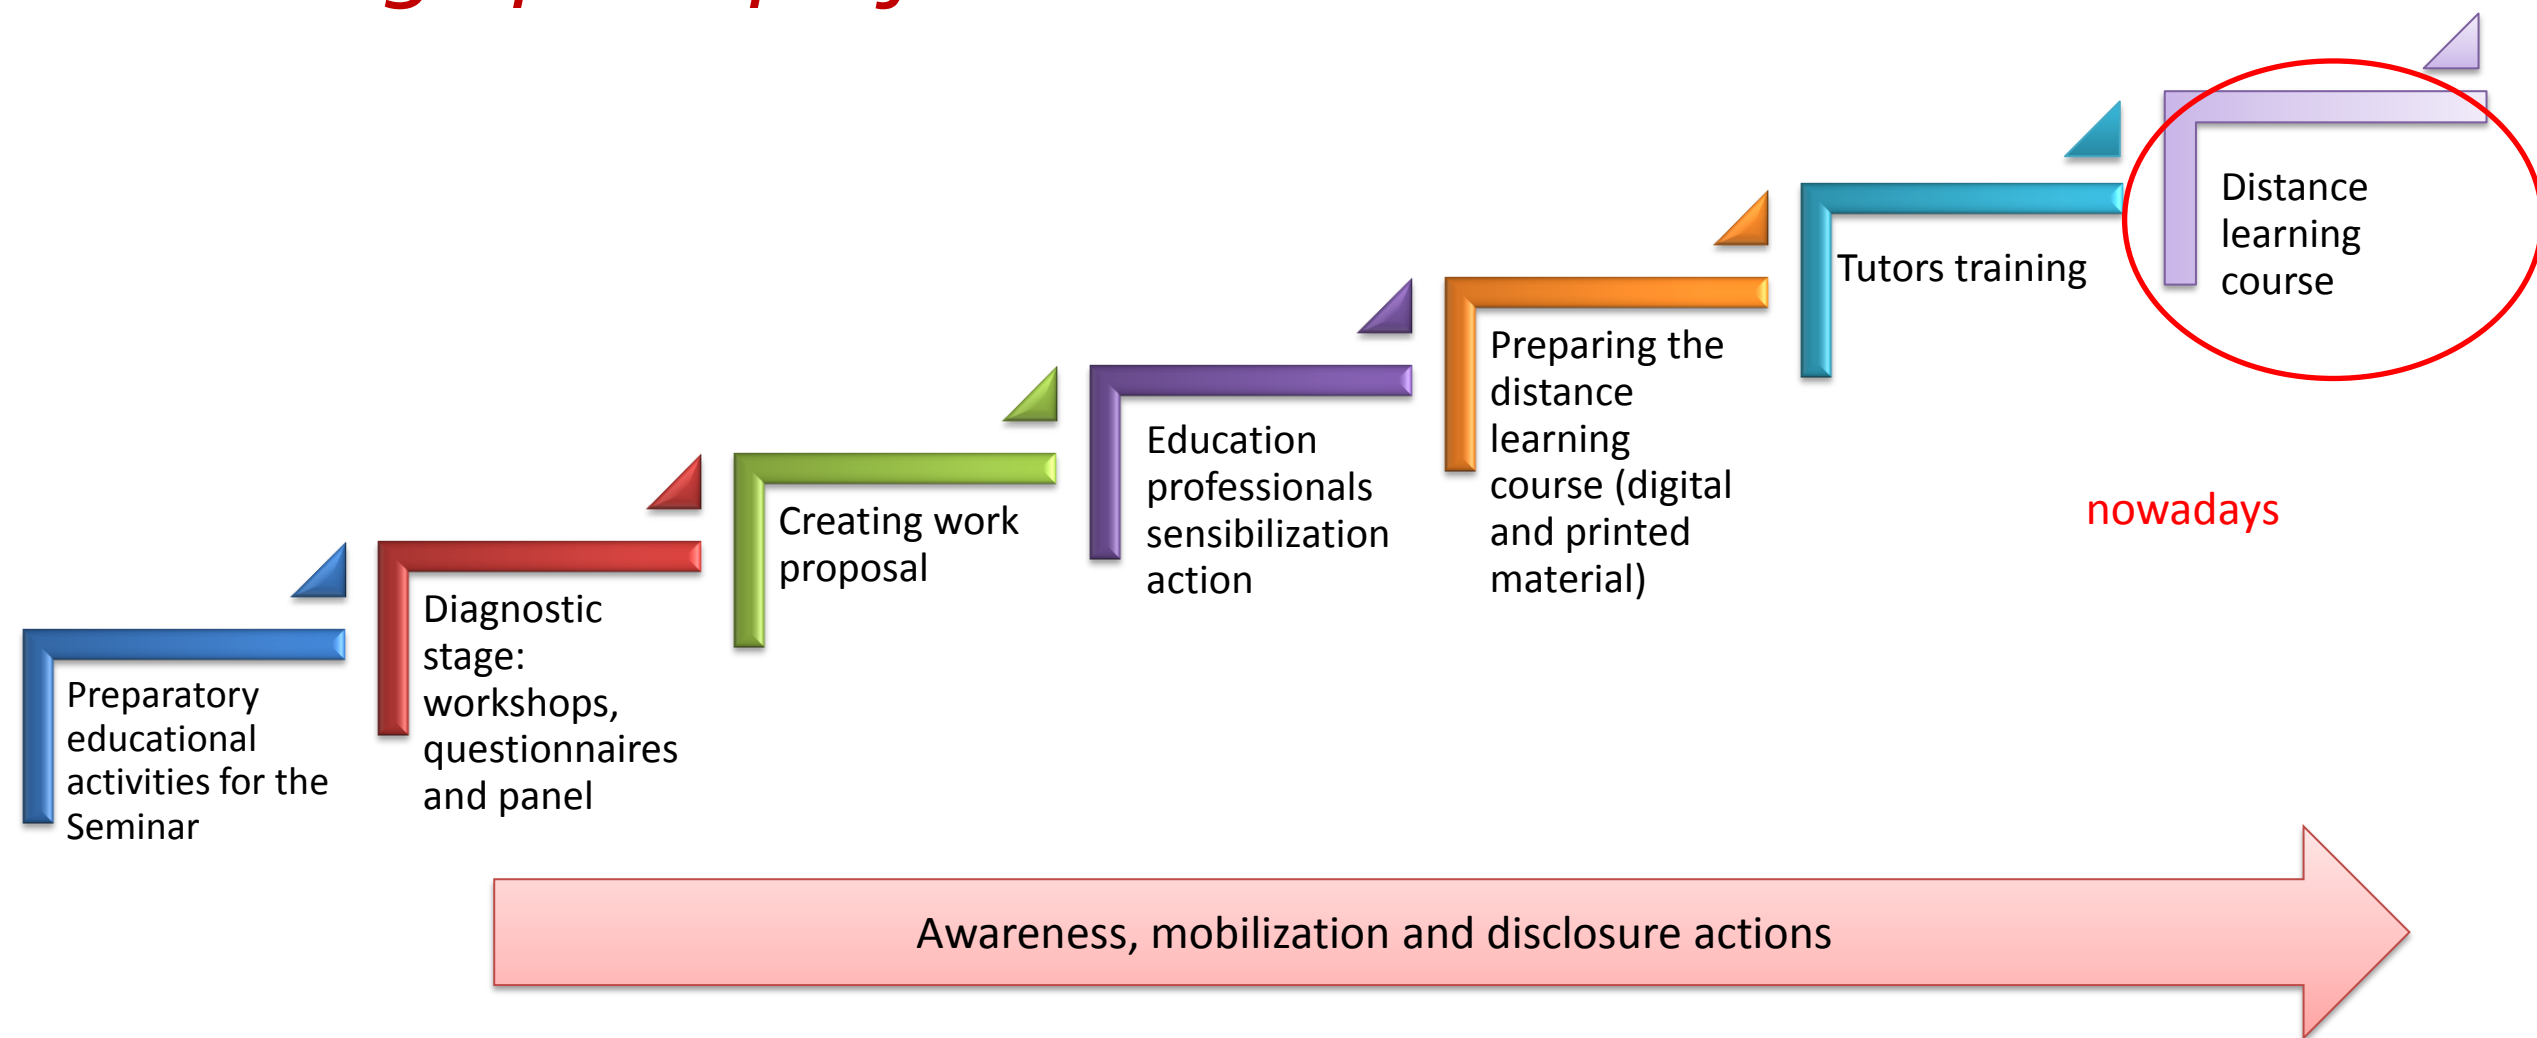 Preparatory
educational
activities for the
Seminar
Diagnostic
stage:
workshops,
questionnaires
and panel
Creating work
proposal
Education
professionals
sensibilization
action
Preparing the
distance
learning
course (digital
and printed
material)
Tutors training
Distance
learning
course
nowadays
Awareness, mobilization and disclosure actions